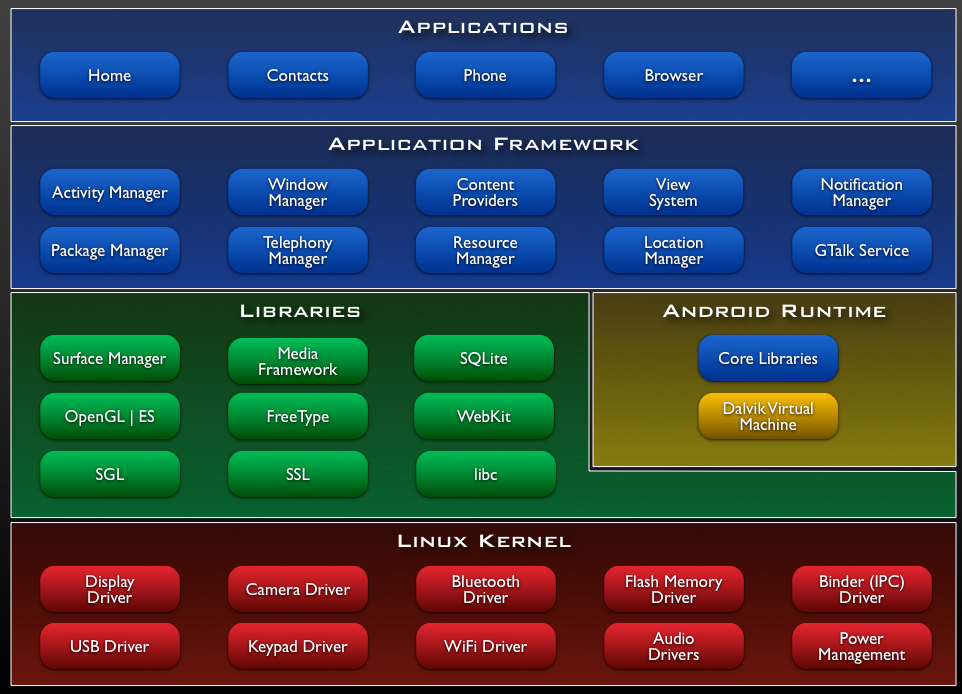 APPLICATIONS
Home
Contacts
Phone
Browser
...
APPLICATION FRAMEWORK
Activity Manager
Window
Manager
Content
Providers
View
System
Notification
Manager
Package Manager
Telephony
Manager
Resource
Manager
Location
Manager
GTalk Service
LIBRARIES
Surface Manager
Media
Framework
SQLite
OpenGL | ES
FreeType
WebKit
SGL
SSL
libc
ANDROID RUNTIME
Core Libraries
Dalvik Virtual
Machine
LINUX KERNEL
Display
Driver
Camera Driver
Bluetooth
Driver
Flash Memory
Driver
Binder (IPC)
Driver
USB Driver
Keypad Driver
WiFi Driver
Audio
Drivers
Power
Management